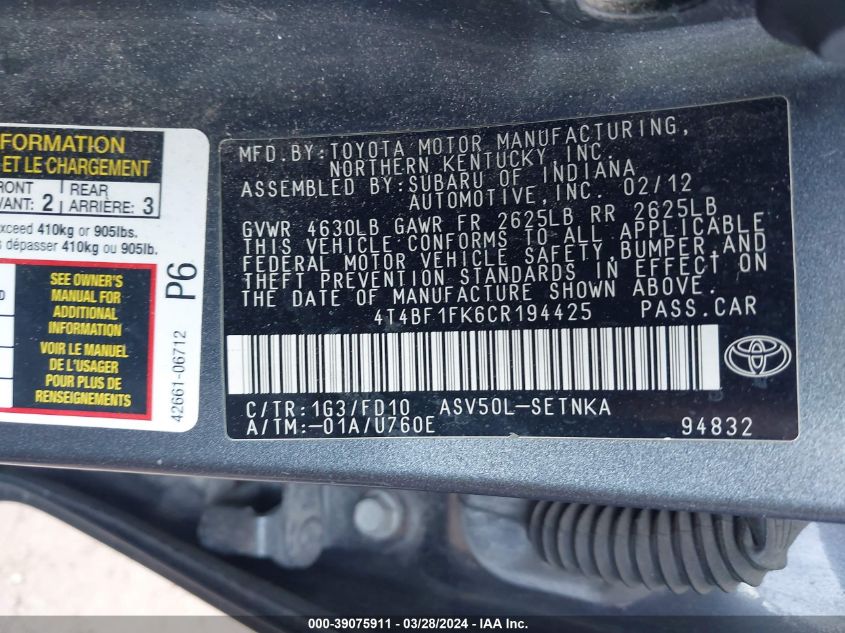 FORMATION
ET LE CHARGEMENT
FRONT
VANT: 2
REAR
ARRIÈRE: 3
exceed 410kg or 905lbs.
s dépasser 410kg ou 905lb.
SEE OWNER'S
MANUAL FOR
ADDITIONAL
INFORMATION
VOIR LE MANUEL
DE L'USAGER
POUR PLUS DE
RENSEIGNEMENTS
P6
42661-06712
MFD.BY:TOYOTA MOTOR MANUFACTURING,
NORTHERN KENTUCKY, INC.
ASSEMBLED BY:SUBARU OF INDIANA
AUTOMOTIVE, INC. 02/12
GVWR 4630LB GAWR FR 2625LB RR 2625LB
THIS VEHICLE CONFORMS TO ALL APPLICABLE
FEDERAL MOTOR VEHICLE SAFETY,BUMPER,AND
THEFT PREVENTION STANDARDS IN EFFECT ON
THE DATE OF MANUFACTURE SHOWN ABOVE.
4T4BF1FK6CR194425 PASS.CAR
C/TR:1G3/FD10 ASV50L-SETNKA
A/TM:-01A/U760E 94832
000-39075911 - 03/28/2024 - IAAI.COM